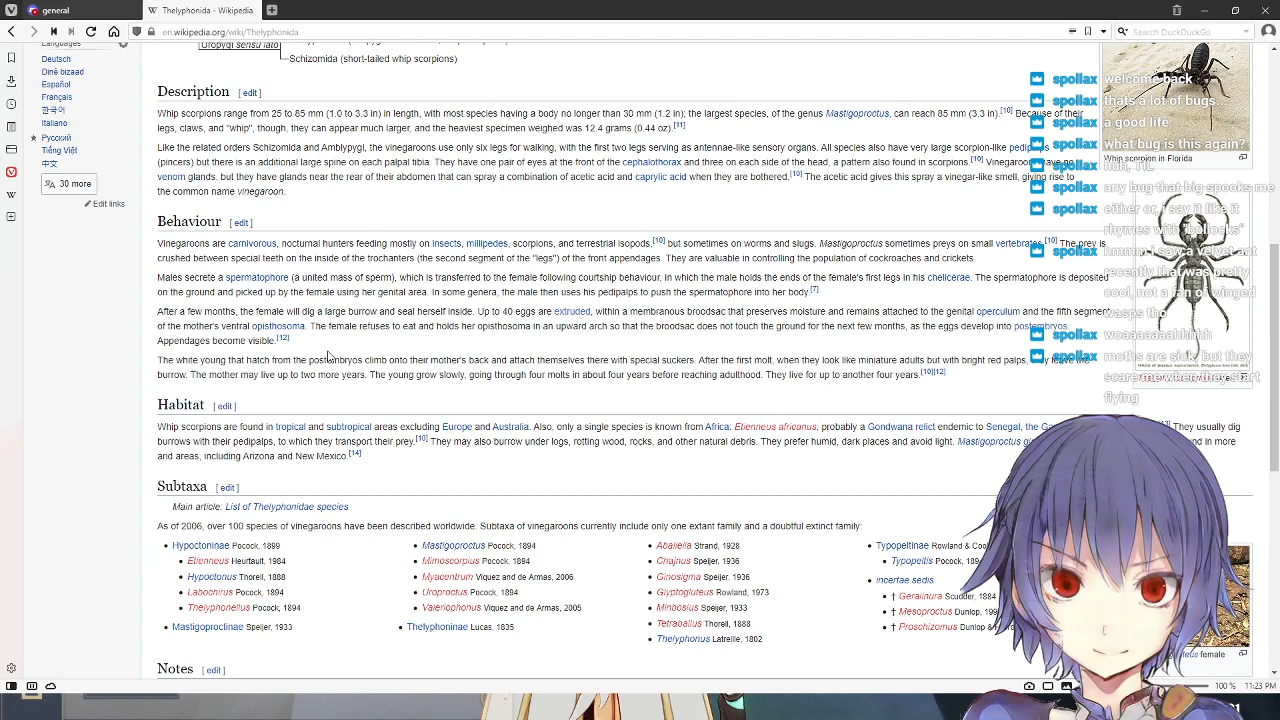 general
Thelyphonida - Wikipedia
en.wikipedia.org/wiki/Thelyphonida
Search DuckDuckGo
Languages
Deutsch
Diné bizaad
Español
Français
한국어
Italiano
Русский
Tiếng Việt
中文
30 more
Edit links
Uropygi sensu lato
Schizomida (short-tailed whip scorpions)
Description [ edit ]
Whip scorpions range from 25 to 85 mm (1.0 to 3.3 in) in length, with most species having a body no longer than 30 mm (1.2 in); the largest species, of the genus Mastigoproctus, can reach 85 mm (3.3 in).[10] Because of their
legs, claws, and "whip", though, they can appear much larger, and the heaviest specimen weighed was 12.4 grams (0.44 oz).[11]
Like the related orders Schizomida and Amblypygi, the vinegaroons use only six legs for walking, with the first two legs serving as antennae-like sensory organs. All species also have very large scorpion-like
(pincers) but there is an additional large spine on each palpal tibia. They have one pair of eyes at the front of the cephalothorax and three on each side of the head, a pattern also found in scorpions.[10] Vinegaroons have no
venom glands, but they have glands near the rear of their abdomen that can spray a combination of acetic acid and caprylic acid when they are bothered.[10] The acetic acid gives this spray a vinegar-like smell, giving rise to
the common name vinegaroon.
Behaviour [ edit ]
Vinegaroons are carnivorous, nocturnal hunters feeding mostly on insects, millipedes, scorpions, and terrestrial isopods,[10] but sometimes on worms and slugs. Mastigoproctus sometimes preys on small vertebrates.[10] The prey is
crushed between special teeth on the inside of the trochanters (the second segment of the "legs") of the front appendages. They are valuable in controlling the population of cockroaches and crickets.
Males secrete a spermatophore (a united mass of sperm), which is transferred to the female following courtship behaviour, in which the male holds the ends of the female's first legs in his chelicerae. The spermatophore is deposited
on the ground and picked up by the female using her genital area. In some genera, the male then uses his pedipalps to push the spermatophore into her body.[7]
After a few months, the female will dig a large burrow and seal herself inside. Up to 40 eggs are extruded, within a membranous broodsac that preserves moisture and remains attached to the genital operculum and the fifth segment
of the mother's ventral opisthosoma. The female refuses to eat and holds her opisthosoma in an upward arch so that the broodsac does not touch the ground for the next few months, as the eggs develop into postembryos.
Appendages become visible.[12]
The white young that hatch from the postembryos climb onto their mother's back and attach themselves there with special suckers. After the first molt, when they look like miniature adults but with bright red palps, they leave the
burrow. The mother may live up to two more years. The young grow slowly, going through four molts in about four years before reaching adulthood. They live for up to another four years.[10][12]
Habitat [ edit ]
Whip scorpions are found in tropical and subtropical areas excluding Europe and Australia. Also, only a single species is known from Africa: Etienneus africanus, probably a Gondwana relict endemic to Senegal, the They usually dig
burrows with their pedipalps, to which they transport their prey.[10] They may also burrow under logs, rotting wood, rocks, and other natural debris. They prefer humid, dark places and avoid light. Mastigoproctus in more
arid areas, including Arizona and New Mexico.[14]
Subtaxa [ edit ]
Main article: List of Thelyphonidae species
As of 2006, over 100 species of vinegaroons have been described worldwide. Subtaxa of vinegaroons currently include only one extant family and a doubtful extinct family:
Hypoctoninae Pocock, 1899
Etienneus Heurtault, 1984
Hypoctonus Thorell, 1888
Labochirus Pocock, 1894
Thelyphonellus Pocock, 1894
Mastigoproctinae Speijer, 1933
Mastigoproctus Pocock, 1894
Mimoscorpius Pocock, 1894
Myacentrum Viquez and de Armas, 2006
Uroproctus Pocock, 1894
Valeriophonus Viquez and de Armas, 2005
Thelyphoninae Lucas, 1835
Abaliella Strand, 1928
Chajnus Speijer, 1936
Ginosigma Speijer, 1936
Glyptogluteus Rowland, 1973
Minbosius Speijer, 1933
Tetrabalius Thorell, 1888
Thelyphonus Latreille, 1802
Typopeltinae Rowland &
Typopeltis
incertae sedis
† Geralinura Scudder, 1884
† Mesoproctus Dunlop,
† Proschizomus Dunlop &
Notes [ edit ]
Whip scorpion in Florida
female
spollax welcome back
spollax thats a lot of bugs...
spollax a good life
spollax what bug is this again?
spollax huh, TIL
spollax any bug that big spooks me
spollax either or, i say it like it
rhymes with "bollocks"
spollax hmmm i saw a velvet ant
recently that was pretty
cool, not a fan of winged
wasps tho
spollax woaaaaaaahhhhh
spollax moths are sick, but they
scare me when they start
flying
100 %
11:23 PM